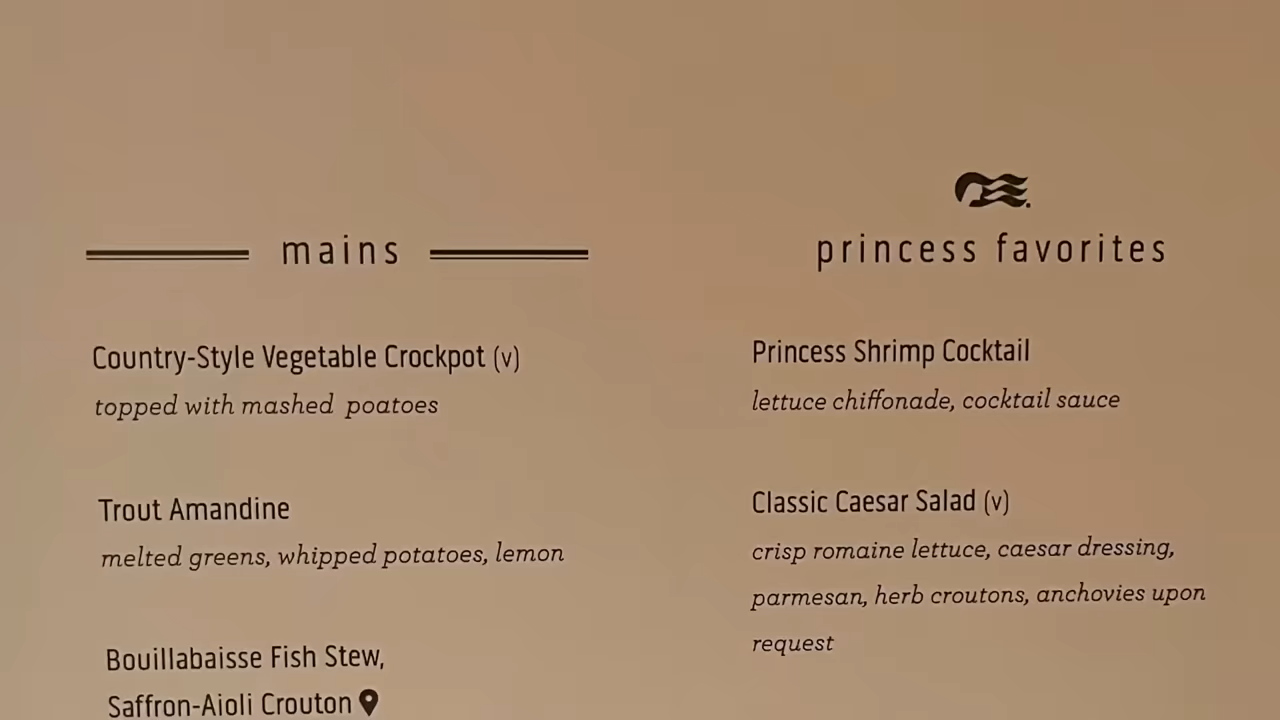 mains
Country-Style Vegetable Crockpot (v)
topped with mashed poatoes
Trout Amandine
melted greens, whipped potatoes, lemon
Bouillabaisse Fish Stew,
Saffron-Aioli Crouton
princess favorites
Princess Shrimp Cocktail
lettuce chiffonade, cocktail sauce
Classic Caesar Salad (v)
crisp romaine lettuce, caesar dressing,
parmesan, herb croutons, anchovies upon
request